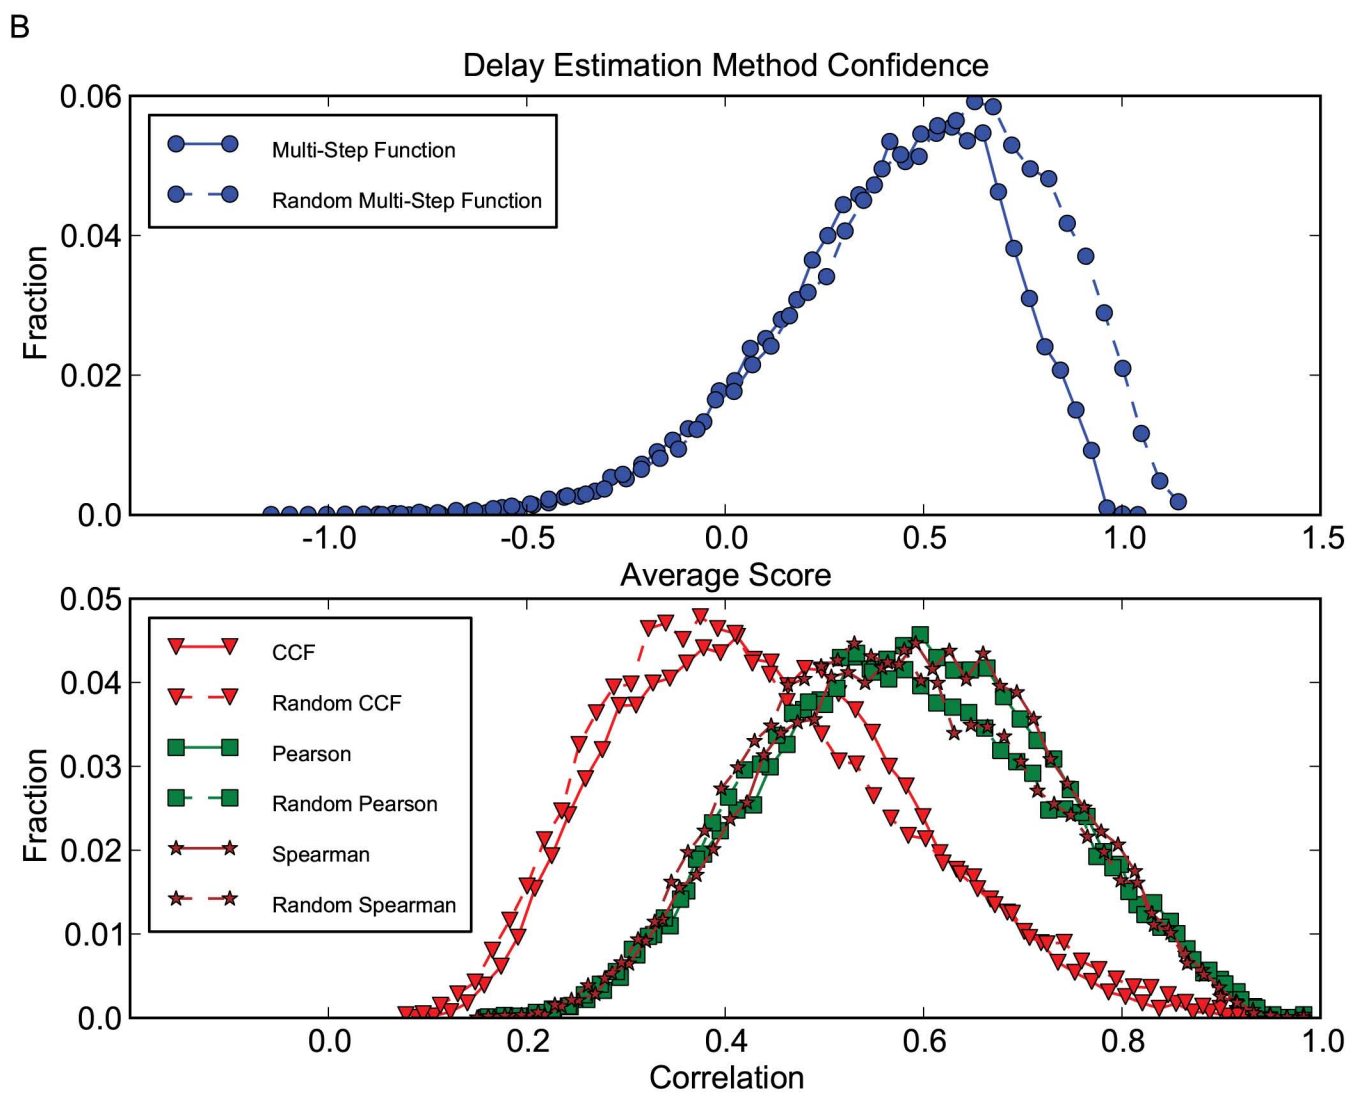 B
Delay Estimation Method Confidence
0.06
0.04
0.02
0.0
Fraction
Multi-Step Function
Random Multi-Step Function
-1.0 -0.5 0.0 0.5 1.0 1.5
Average Score
0.05
0.04
0.03
0.02
0.01
0.0
Fraction
CCF
Random CCF
Pearson
Random Pearson
Spearman
Random Spearman
0.0 0.2 0.4 0.6 0.8 1.0
Correlation